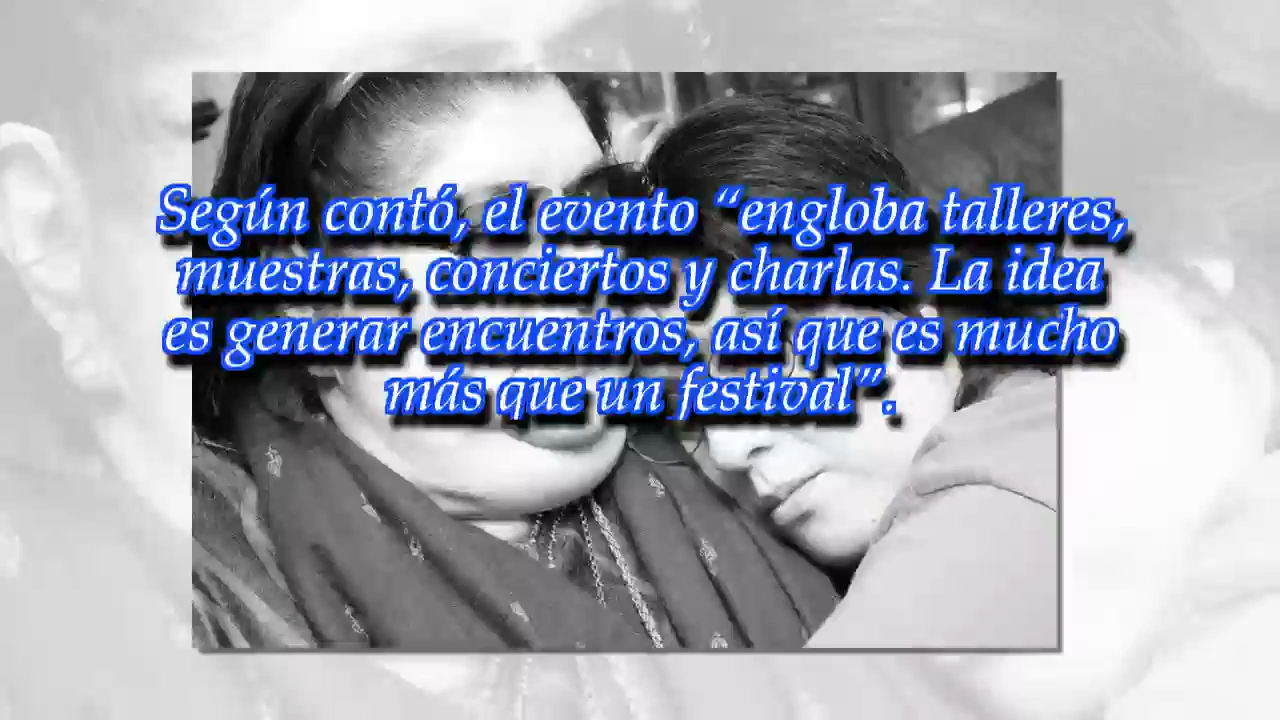 Según contó, el evento “engloba talleres,
muestras, conciertos y charlas. La idea
es generar encuentros, así que es mucho
más que un festival”.